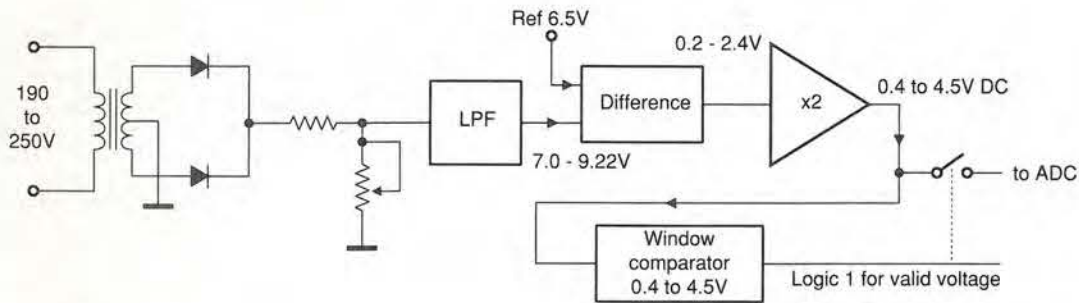 Ref 6.5V
190
to
250V
LPF
7.0 - 9.22V
Difference
0.2 - 2.4V
x2
0.4 to 4.5V DC
to ADC
Window
comparator
0.4 to 4.5V
Logic 1 for valid voltage